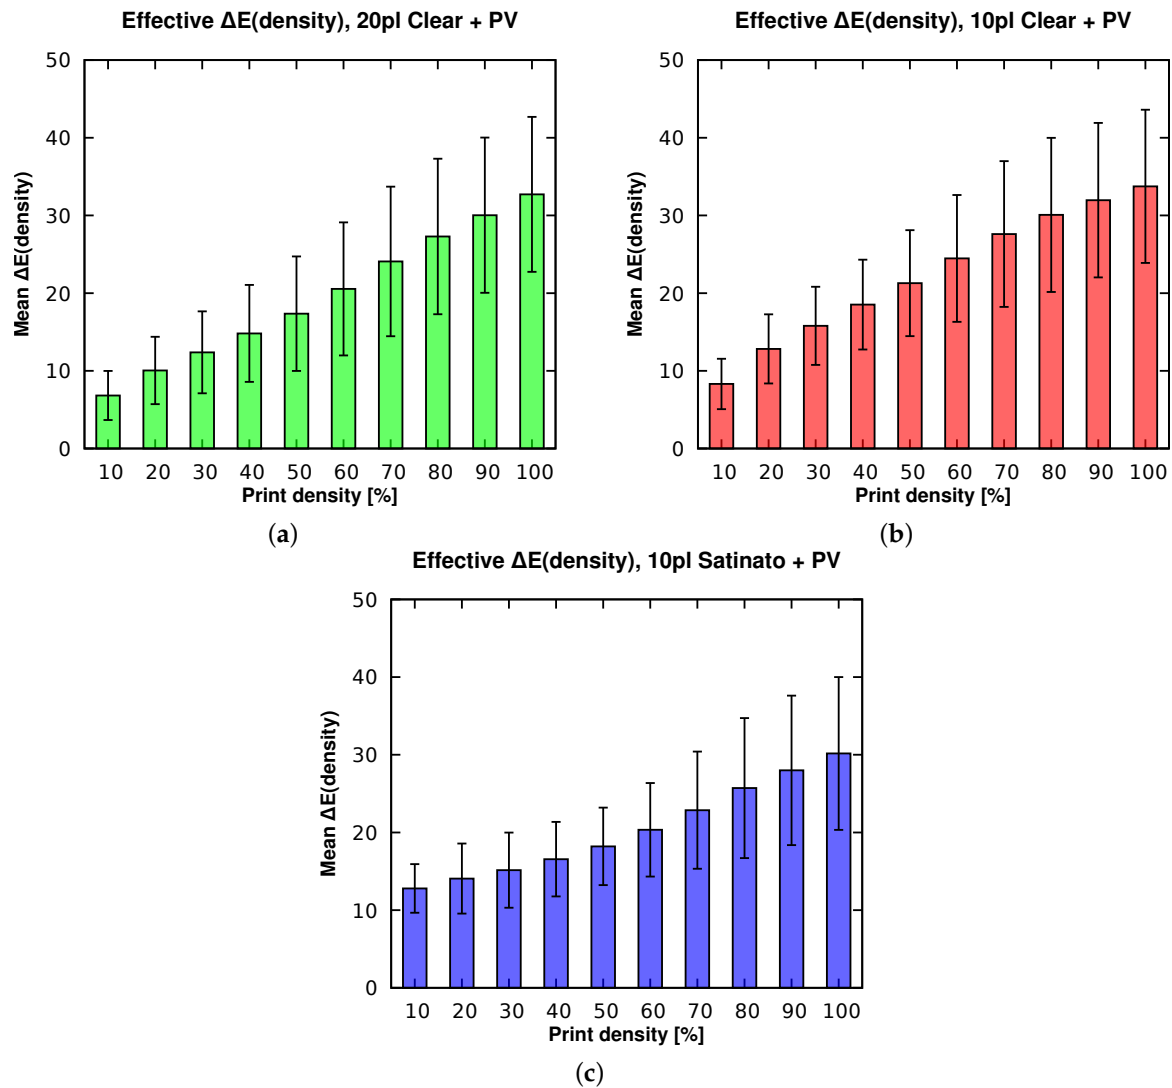 Effective ΔE(density), 20pl Clear + PV
50
40
30
20
10
0
Mean ΔE(density)
10 20 30 40 50 60 70 80 90 100
Print density [%]
(a)
Effective ΔE(density), 10pl Clear + PV
50
40
30
20
10
0
Mean ΔE(density)
10 20 30 40 50 60 70 80 90 100
Print density [%]
(b)
Effective ΔE(density), 10pl Satinato + PV
50
40
30
20
10
0
Mean ΔE(density)
10 20 30 40 50 60 70 80 90 100
Print density [%]
(c)